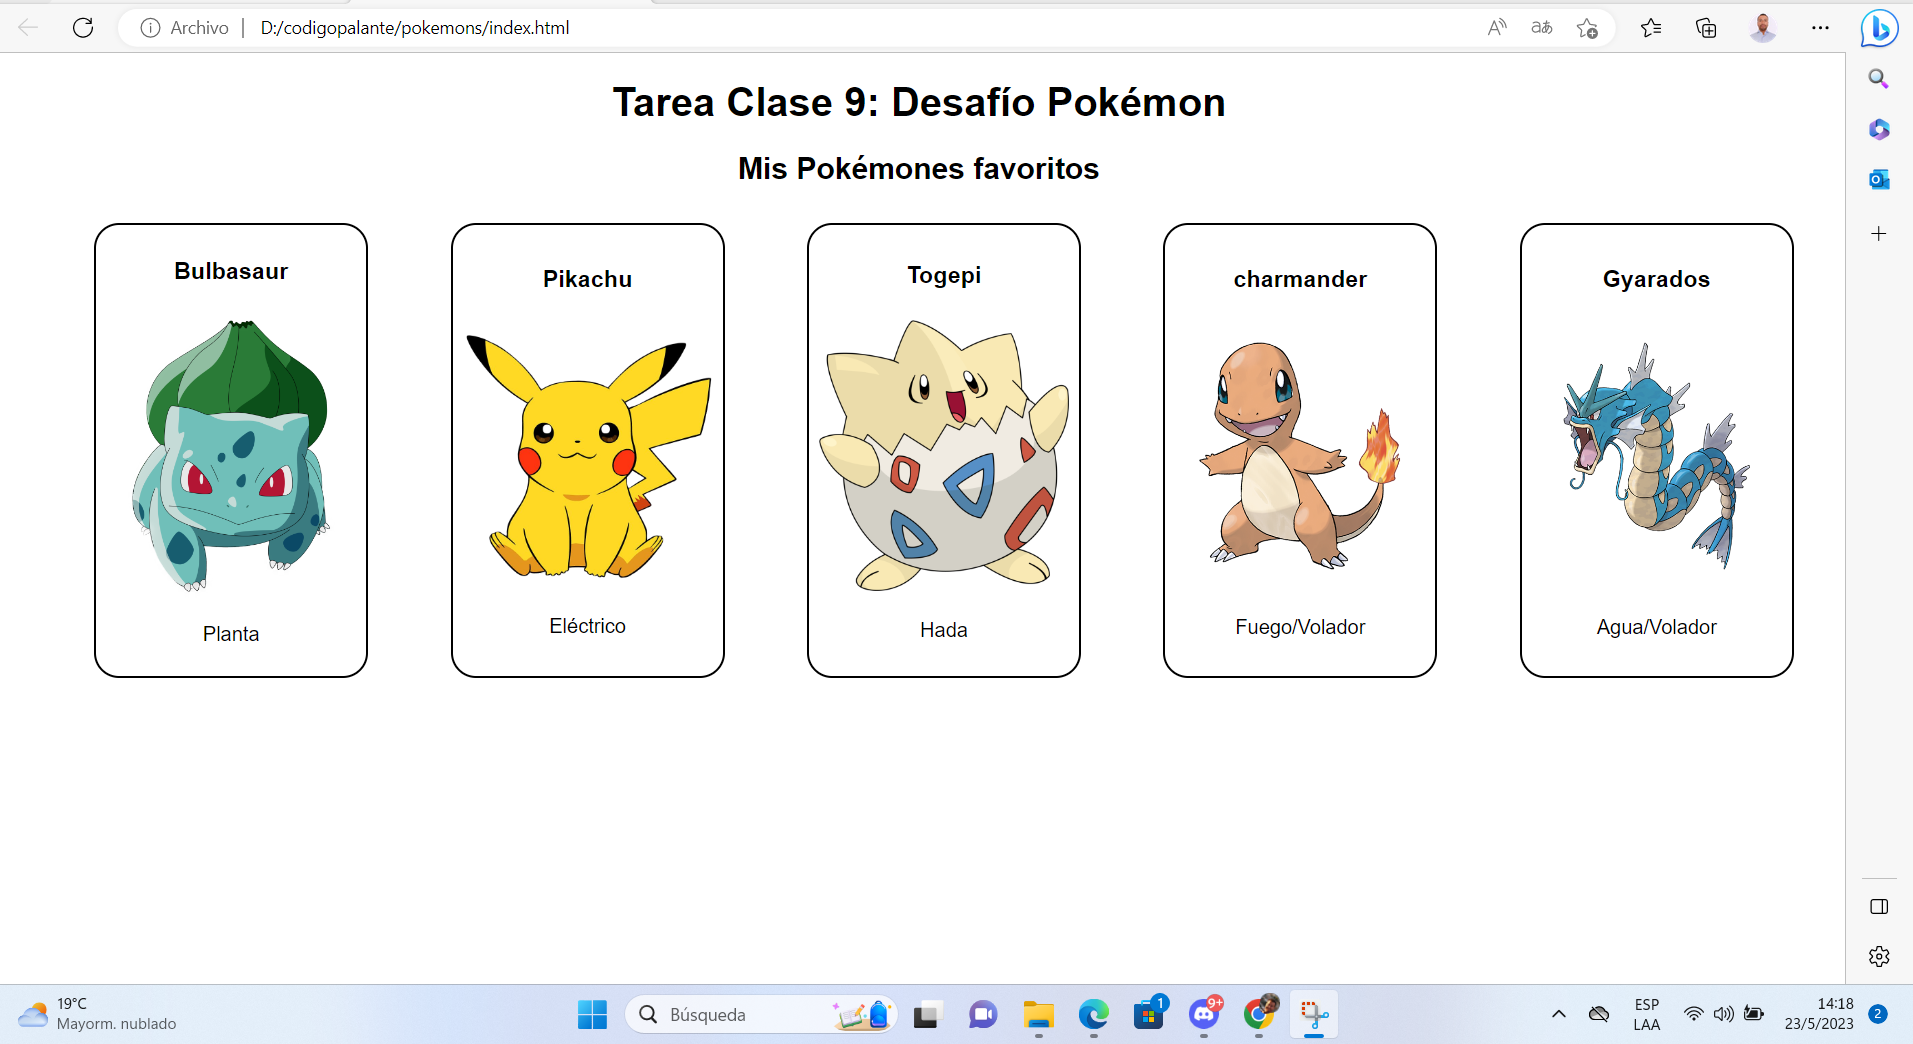 Archivo | D:/codigopalante/pokemons/index.html
Tarea Clase 9: Desafío Pokémon
Mis Pokémones favoritos
Bulbasaur
Planta
Pikachu
Eléctrico
Togepi
Hada
charmander
Fuego/Volador
Gyarados
Agua/Volador
19°C
Mayorm. nublado
Búsqueda
1
9+
ESP
LAA
14:18
23/5/2023
2